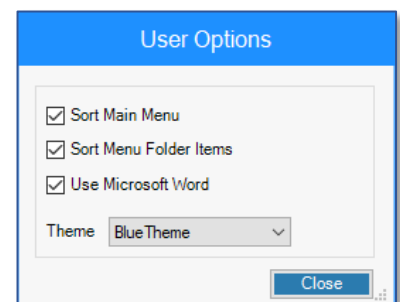 User Options
Sort Main Menu
Sort Menu Folder Items
Use Microsoft Word
Theme BlueTheme
Close